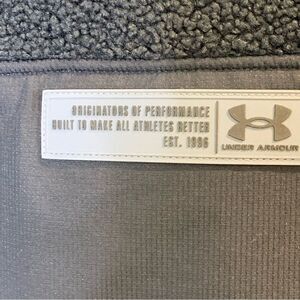 ORIGINATORS OF PERFORMANCE
BUILT TO MAKE ALL ATHLETES BETTER
EST. 1996
UNDER ARMOUR